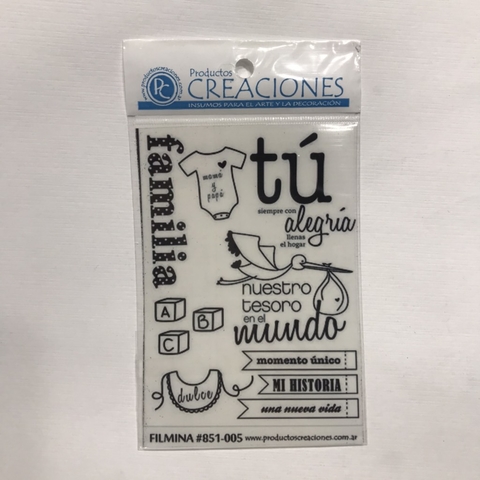 Productos
CREACIONES
INSUMOS PARA EL ARTE Y LA DECORACIÓN
PC
familia
mamá
y
papá
tú
siempre con
alegría
llenas
el hogar
nuestro
tesoro
en el
mundo
A
B
C
dulce
momento único
MI HISTORIA
una nueva vida
FILMINA #851-005 www.productoscreaciones.com.ar